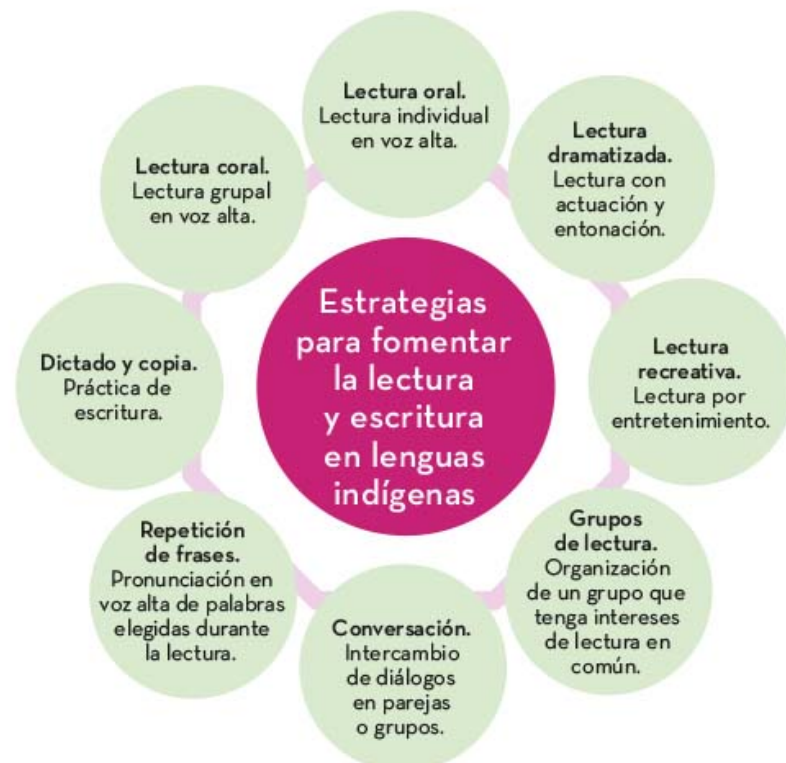 Estrategias
para fomentar
la lectura
y escritura
en lenguas
indígenas
Lectura oral.
Lectura individual
en voz alta.
Lectura
dramatizada.
Lectura con
actuación y
entonación.
Lectura
recreativa.
Lectura por
entretenimiento.
Grupos
de lectura.
Organización
de un grupo que
tenga intereses
de lectura en
común.
Conversación.
Intercambio
de diálogos
en parejas
o grupos.
Repetición
de frases.
Pronunciación en
voz alta de palabras
elegidas durante
la lectura.
Dictado y copia.
Práctica de
escritura.
Lectura coral.
Lectura grupal
en voz alta.